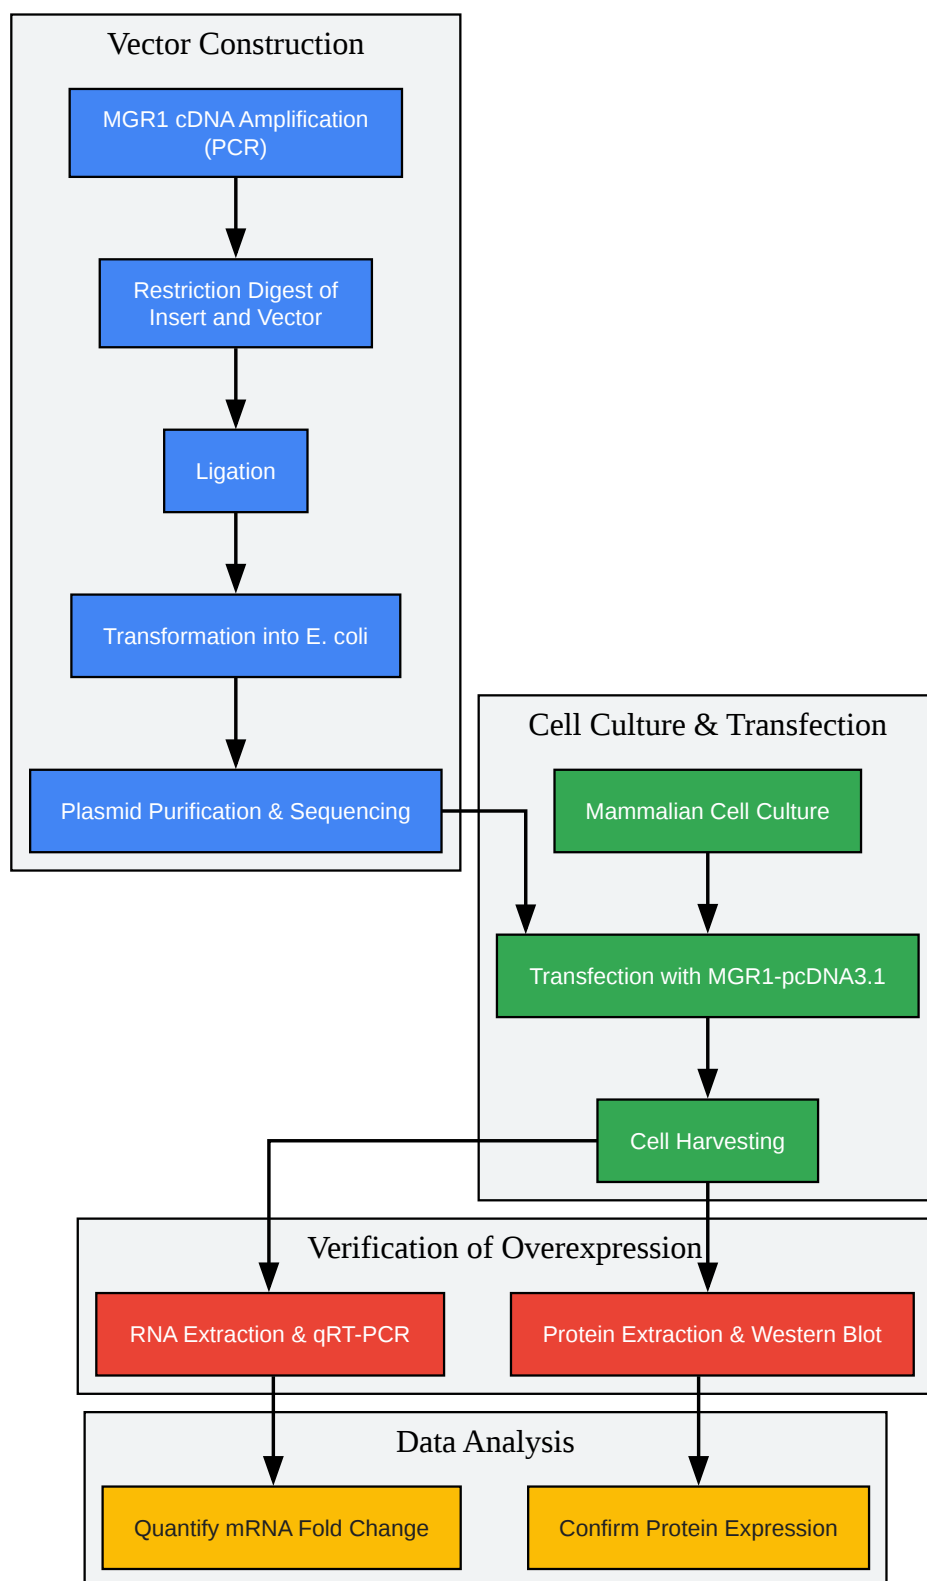 Vector Construction
MGR1 cDNA Amplification
(PCR)
Restriction Digest of
Insert and Vector
Ligation
Transformation into E. coli
Plasmid Purification & Sequencing
Cell Culture & Transfection
Mammalian Cell Culture
Transfection with MGR1-pcDNA3.1
Cell Harvesting
Verification of Overexpression
RNA Extraction & qRT-PCR
Protein Extraction & Western Blot
Data Analysis
Quantify mRNA Fold Change
Confirm Protein Expression